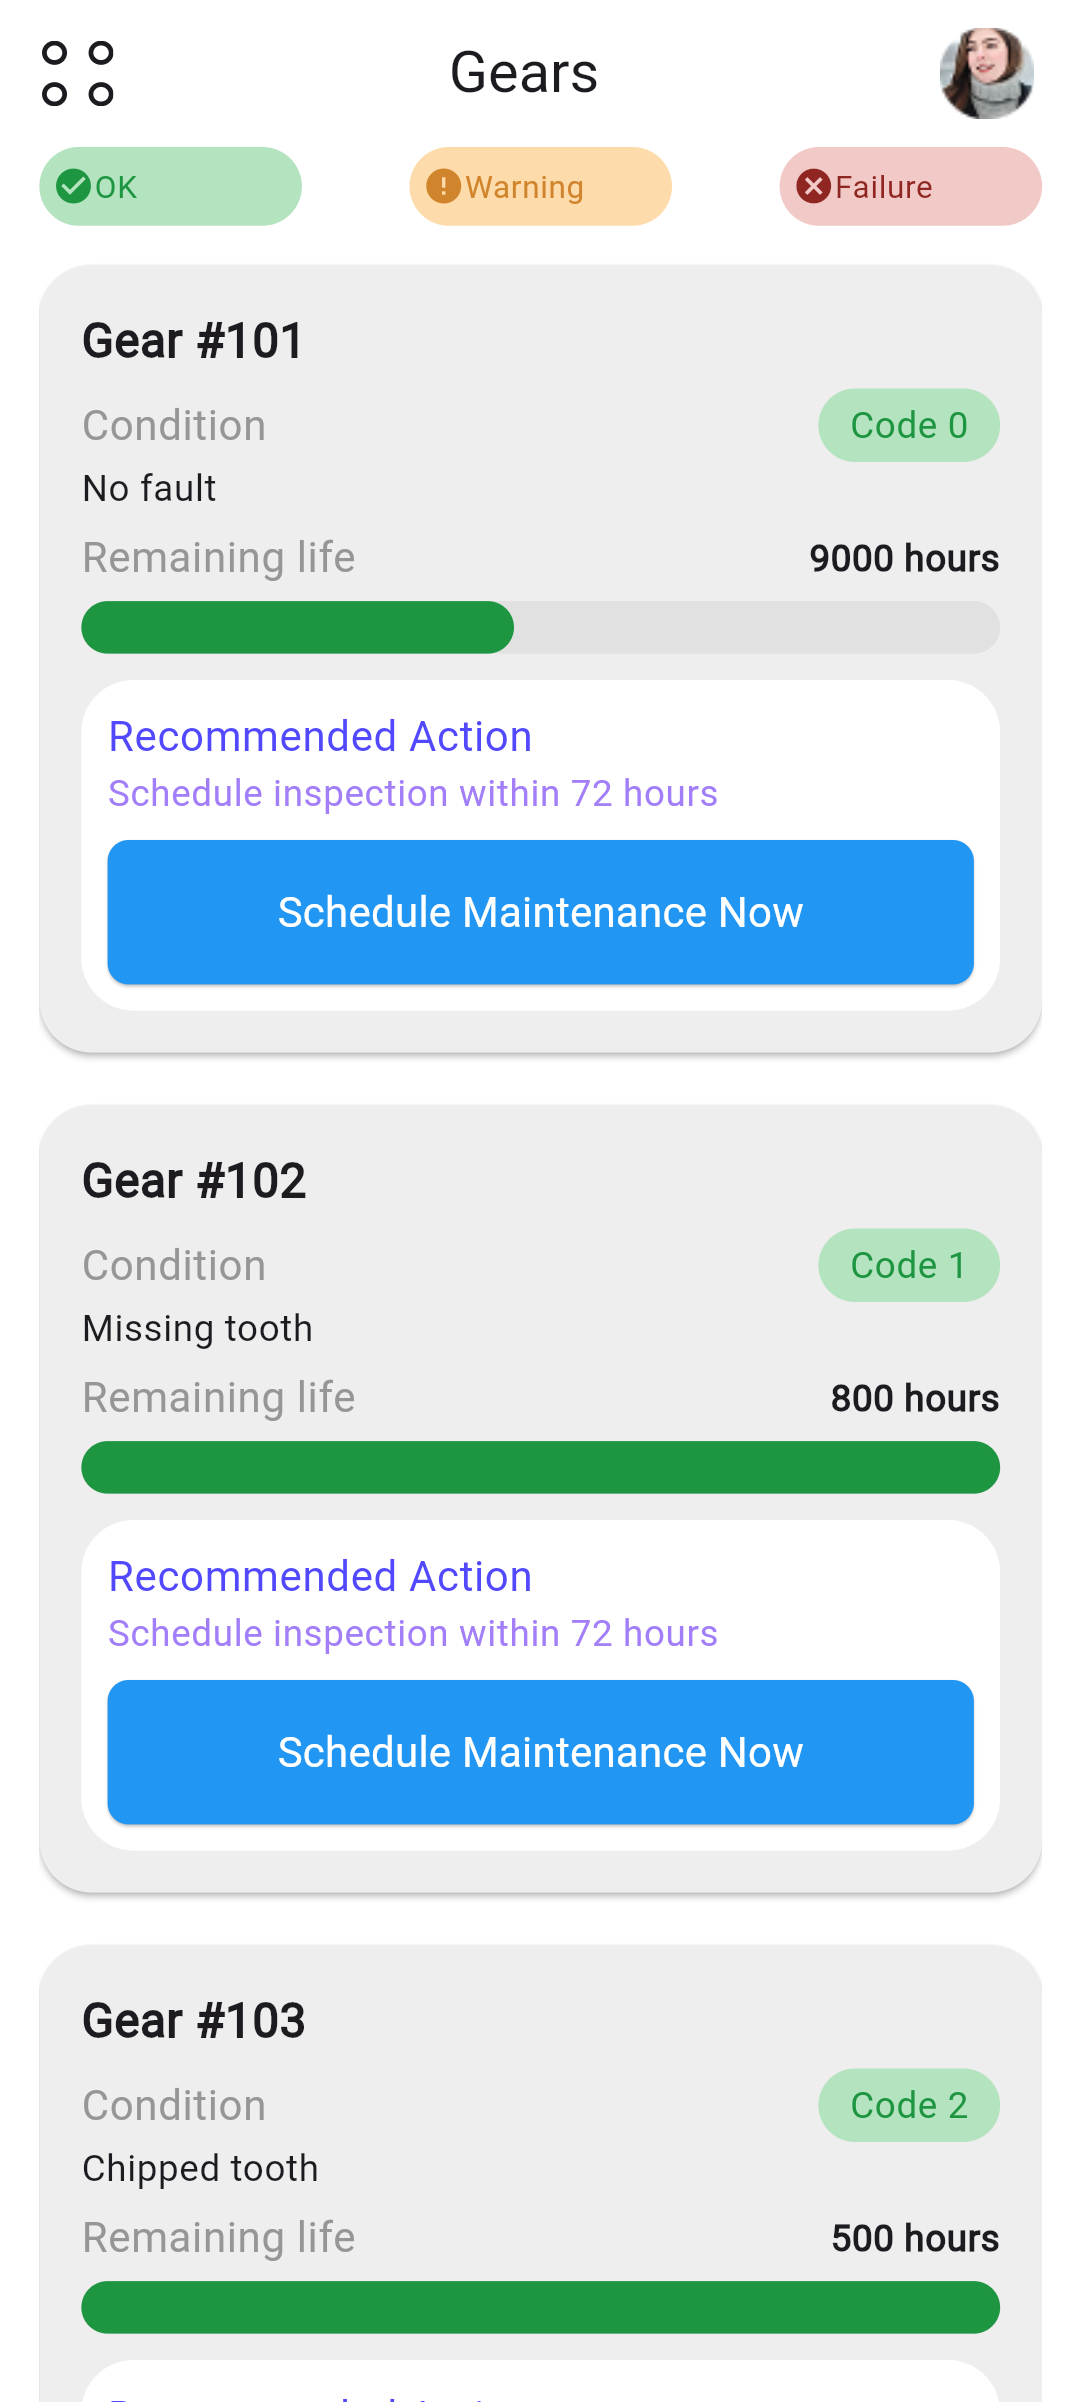 Gears
OK
Warning
Failure
Gear #101
Condition
Code 0
No fault
Remaining life
9000 hours
Recommended Action
Schedule inspection within 72 hours
Schedule Maintenance Now
Gear #102
Condition
Code 1
Missing tooth
Remaining life
800 hours
Recommended Action
Schedule inspection within 72 hours
Schedule Maintenance Now
Gear #103
Condition
Code 2
Chipped tooth
Remaining life
500 hours